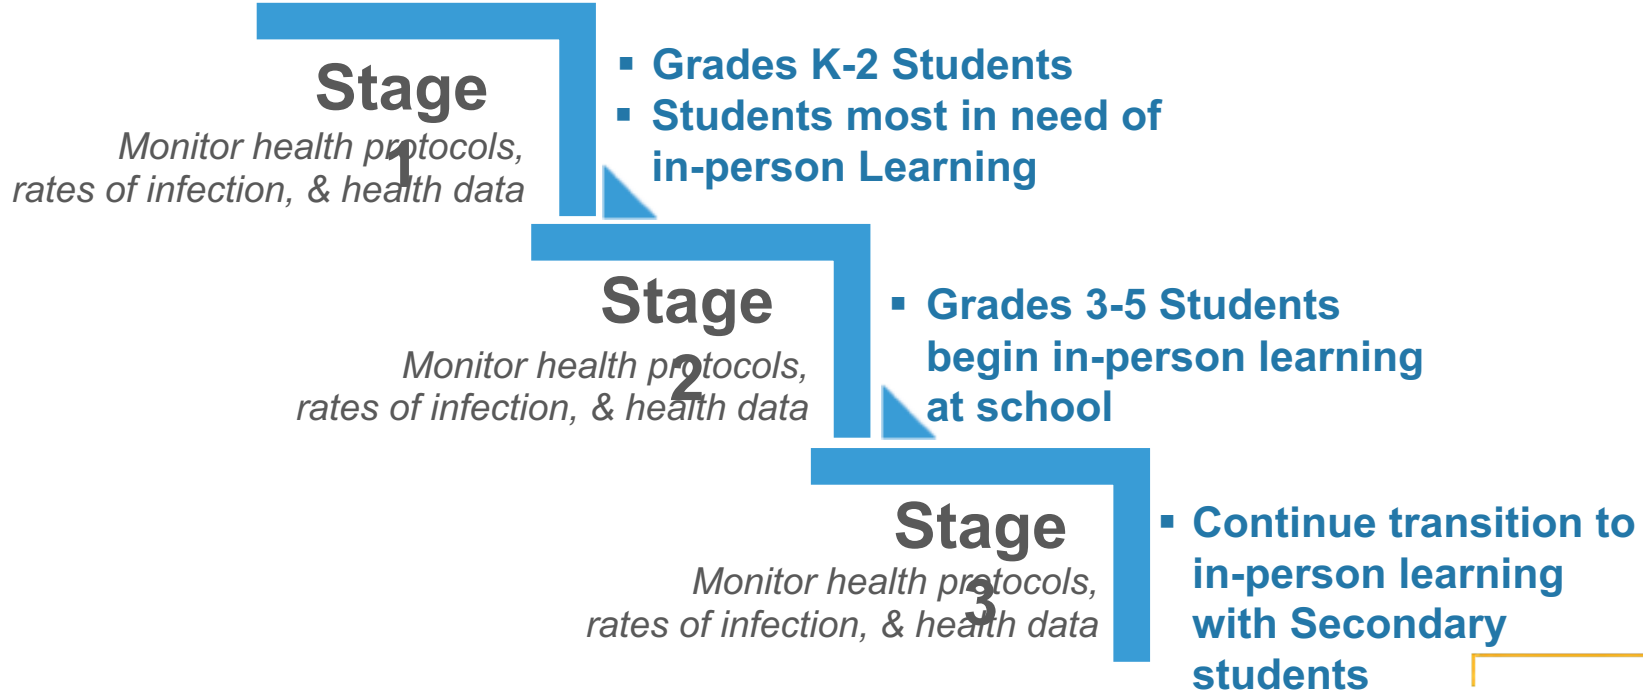 Stage
1
Monitor health protocols,
rates of infection, & health data
▪ Grades K-2 Students
▪ Students most in need of
in-person Learning
Stage
2
Monitor health protocols,
rates of infection, & health data
▪ Grades 3-5 Students
begin in-person learning
at school
Stage
3
Monitor health protocols,
rates of infection, & health data
▪ Continue transition to
in-person learning
with Secondary
students